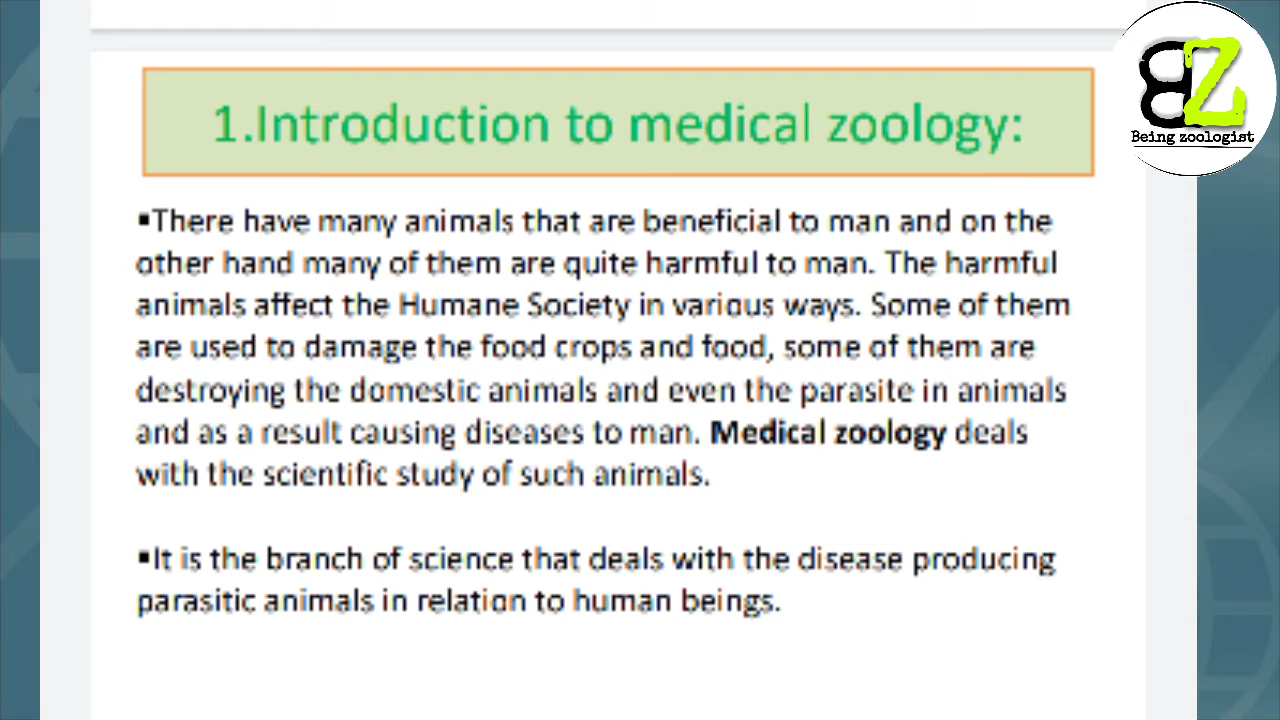 1.Introduction to medical zoology:
BZ
Being zoologist
▪There have many animals that are beneficial to man and on the
other hand many of them are quite harmful to man. The harmful
animals affect the Humane Society in various ways. Some of them
are used to damage the food crops and food, some of them are
destroying the domestic animals and even the parasite in animals
and as a result causing diseases to man. Medical zoology deals
with the scientific study of such animals.
▪It is the branch of science that deals with the disease producing
parasitic animals in relation to human beings.